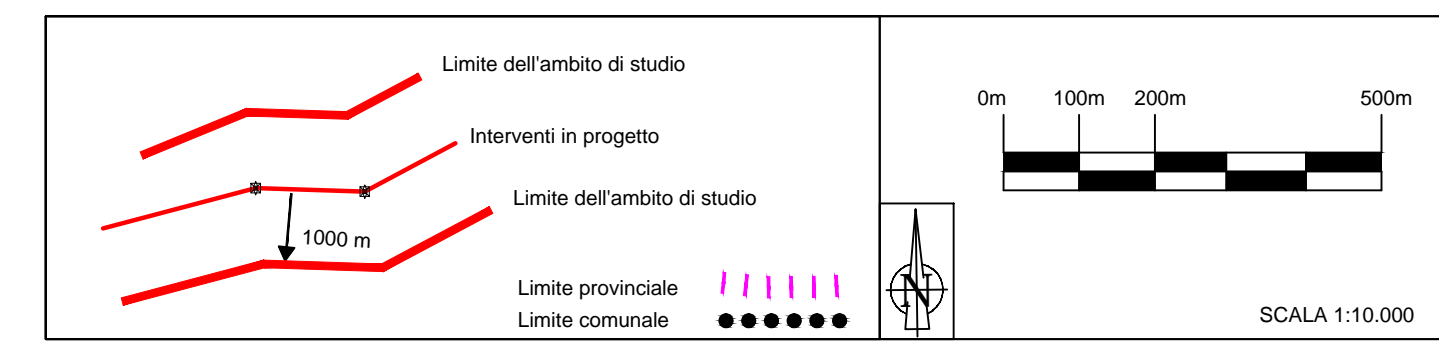 Limite dell'ambito di studio
Interventi in progetto
Limite dell'ambito di studio
1000 m
Limite provinciale
Limite comunale
0m 100m 200m 500m
N
SCALA 1:10.000